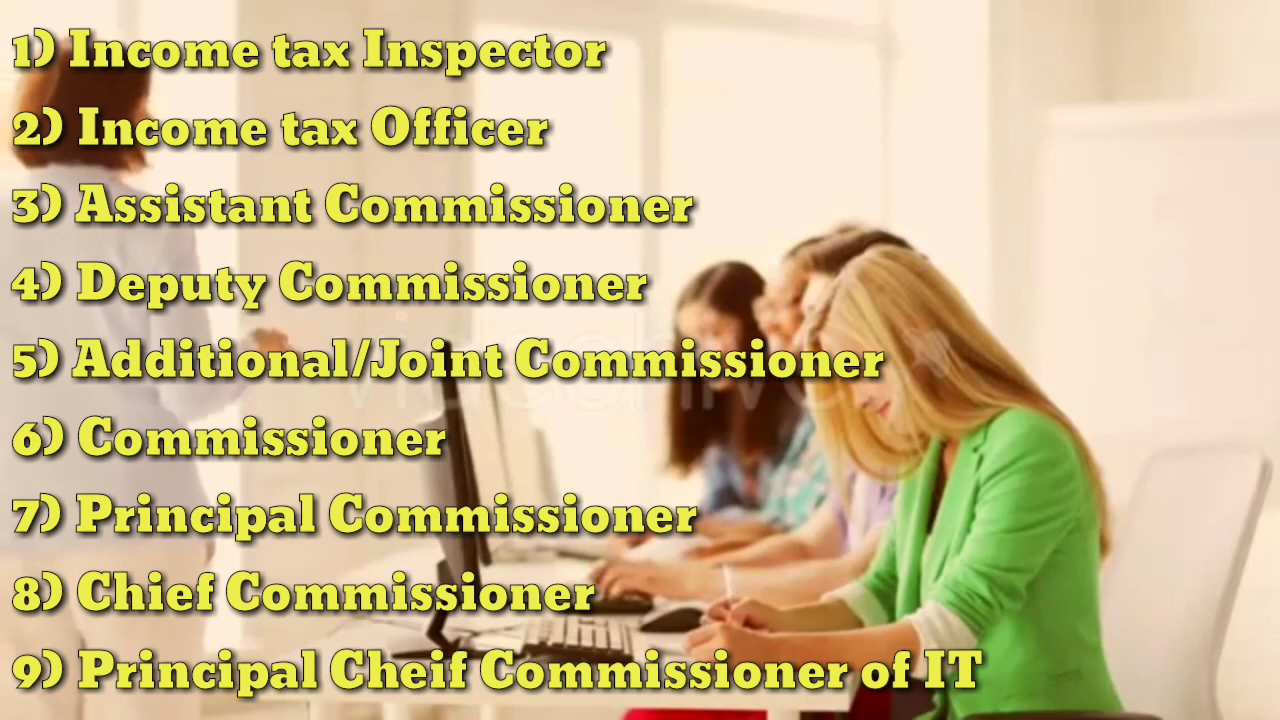 1) Income tax Inspector
2) Income tax Officer
3) Assistant Commissioner
4) Deputy Commissioner
5) Additional/Joint Commissioner
6) Commissioner
7) Principal Commissioner
8) Chief Commissioner
9) Principal Cheif Commissioner of IT